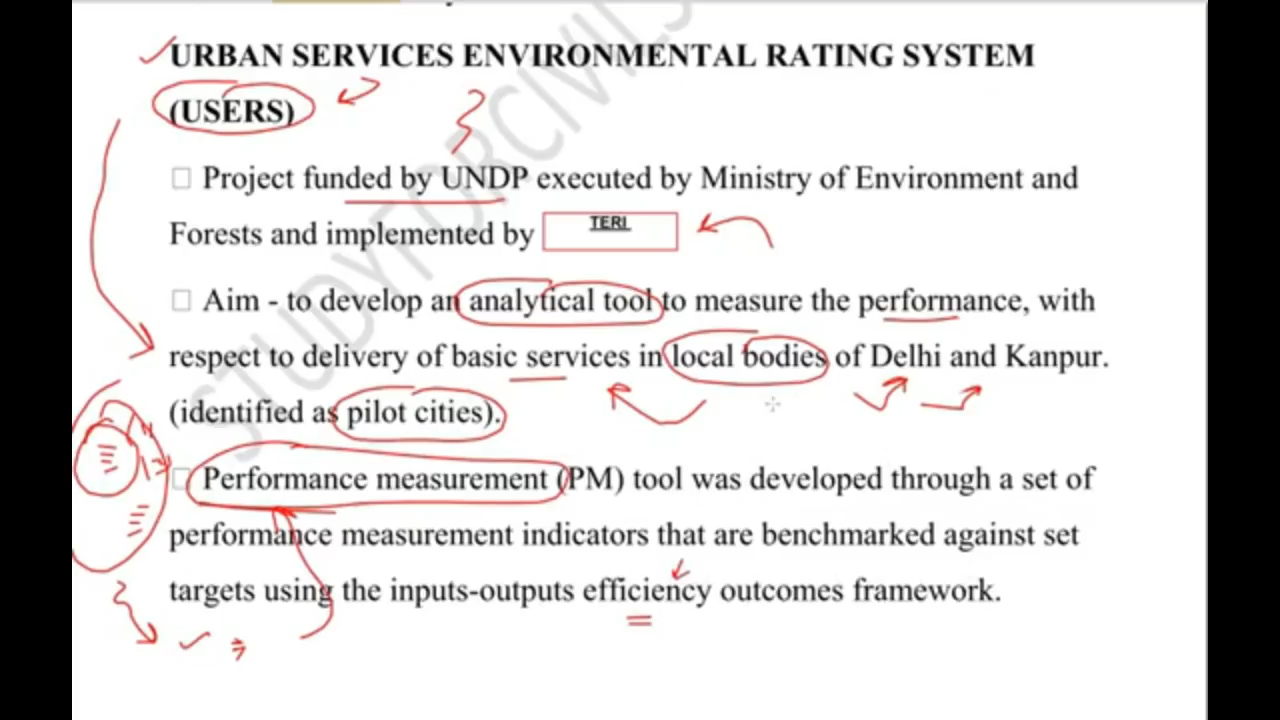 URBAN SERVICES ENVIRONMENTAL RATING SYSTEM
(USERS)
Project funded by UNDP executed by Ministry of Environment and
Forests and implemented by TERI
Aim - to develop an analytical tool to measure the performance, with
respect to delivery of basic services in local bodies of Delhi and Kanpur.
(identified as pilot cities).
Performance measurement (PM) tool was developed through a set of
performance measurement indicators that are benchmarked against set
targets using the inputs-outputs efficiency outcomes framework.
STUDYFORCIVILS